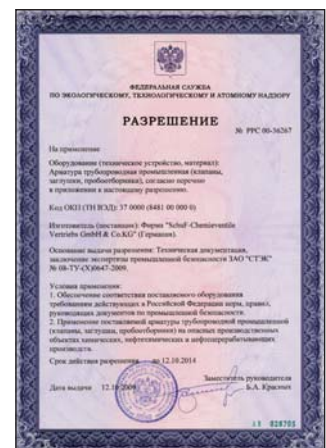 ФЕДЕРАЛЬНАЯ СЛУЖБА
ПО ЭКОЛОГИЧЕСКОМУ, ТЕХНОЛОГИЧЕСКОМУ И АТОМНОМУ НАДЗОРУ
РАЗРЕШЕНИЕ
№ РРС 00-36267
На применение
Оборудование (техническое устройство, материал):
Арматура трубопроводная промышленная (клапаны,
заглушки, пробоотборники), согласно перечню
в приложении к настоящему разрешению.
Код ОКП (ТН ВЭД): 37 0000 (8481 00 000 0)
Изготовитель (поставщик): Фирма "Schuf-Chemieventile
Vertriebs GmbH & Co.KG" (Германия).
Основание выдачи разрешения: Техническая документация,
заключение экспертизы промышленной безопасности ЗАО "СТЭК"
№ 08-ТУ-(Х)0647-2009.
Условия применения:
1. Обеспечение соответствия поставляемого оборудования
требованиям действующих в Российской Федерации норм, правил,
руководящих документов по промышленной безопасности.
2. Применение поставляемой арматуры трубопроводной промышленной
(клапаны, заглушки, пробоотборники) на опасных производственных
объектах химических, нефтехимических и нефтеперерабатывающих
производств.
Срок действия разрешения до 12.10.2014
Заместитель руководителя
Дата выдачи 12.10.2009 Б.А. Красных
АВ 028705